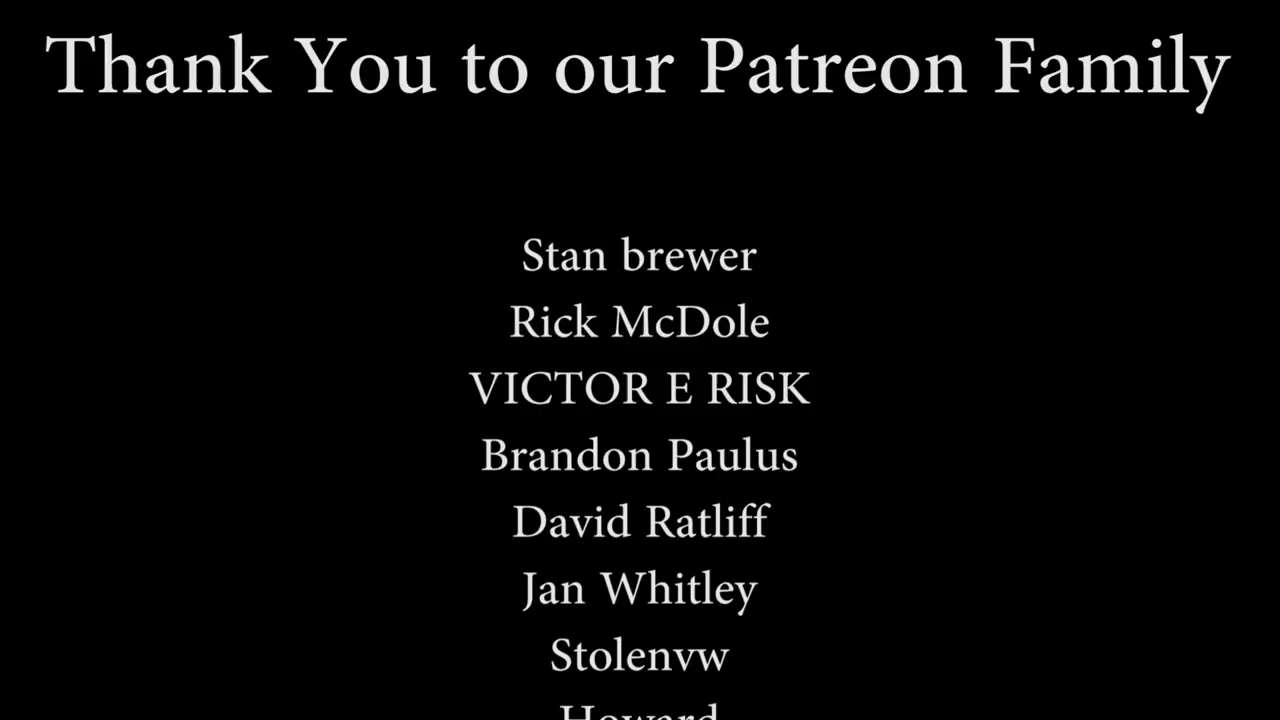 Thank You to our Patreon Family
Stan brewer
Rick McDole
VICTOR E RISK
Brandon Paulus
David Ratliff
Jan Whitley
Stolenvw
Howard